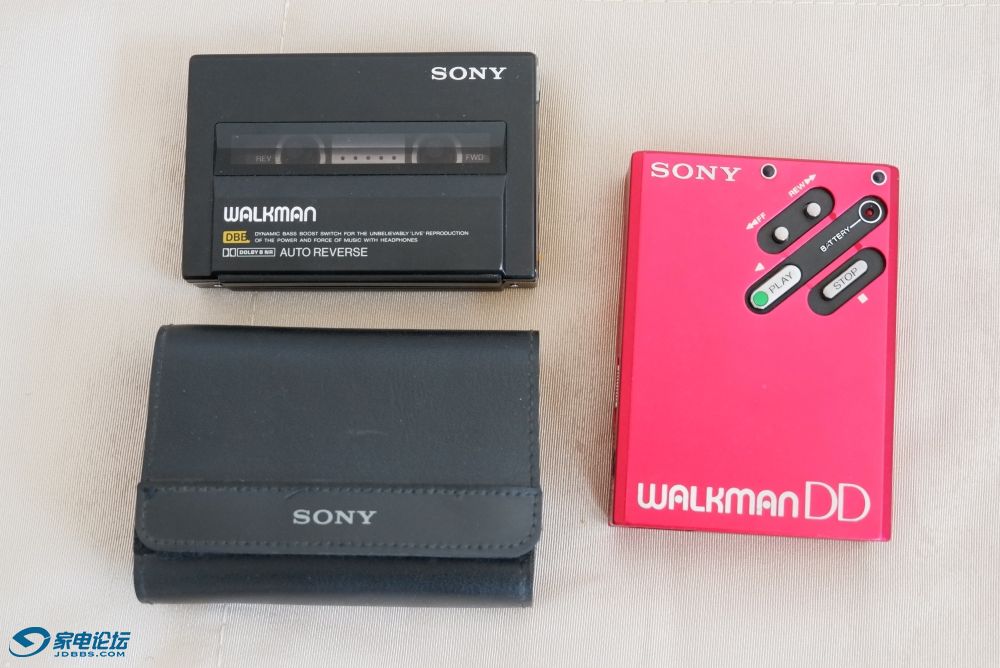 SONY
REV
FWD
WALKMAN
DBB DYNAMIC BASS BOOST SWITCH FOR THE UNBELIEVABLY 'LIVE' REPRODUCTION
OF THE POWER AND FORCE OF MUSIC WITH HEADPHONES
DOLBY B NR AUTO REVERSE
SONY
SONY
REW
FF
BATTERY
PLAY
STOP
WALKMAN DD
家电论坛
JDBBS.COM